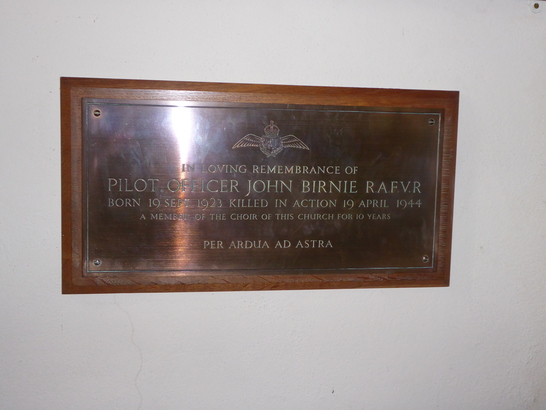 IN LOVING REMEMBRANCE OF
PILOT OFFICER JOHN BIRNIE R.A.F.V.R
BORN 19 SEPT 1923 KILLED IN ACTION 19 APRIL 1944
A MEMBER OF THE CHOIR OF THIS CHURCH FOR 10 YEARS
PER ARDUA AD ASTRA